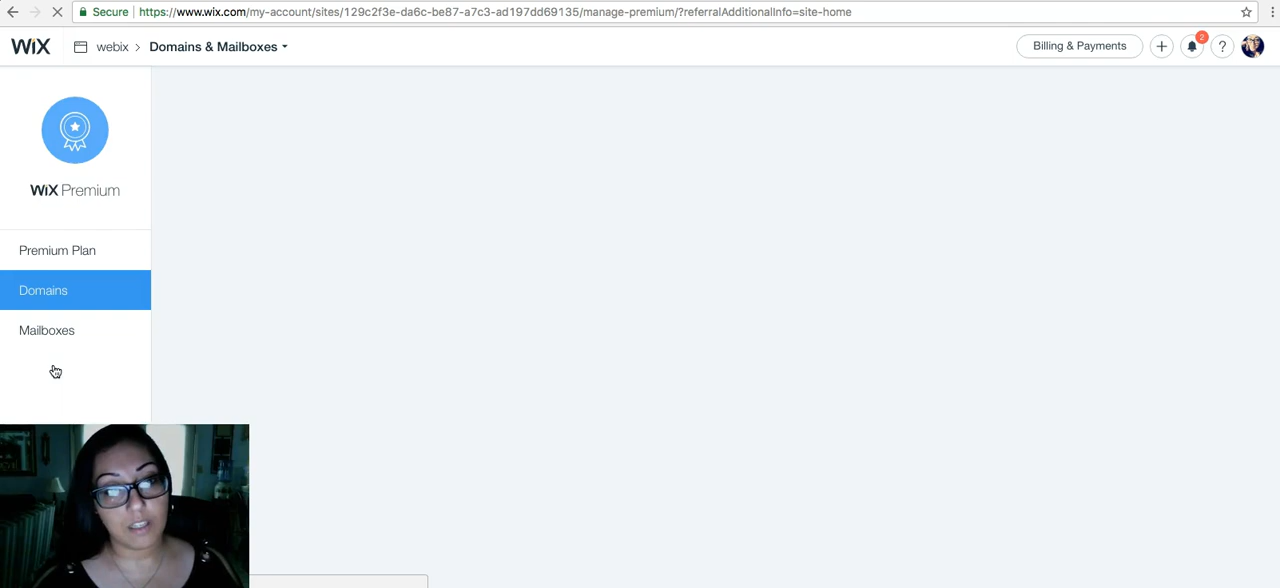 Secure https://www.wix.com/my-account/sites/129c2f3e-da6c-be87-a7c3-ad197dd69135/manage-premium/?referralAdditionalInfo=site-home
WiX webix > Domains & Mailboxes Billing & Payments + 2 ?
WiX Premium
Premium Plan
Domains
Mailboxes